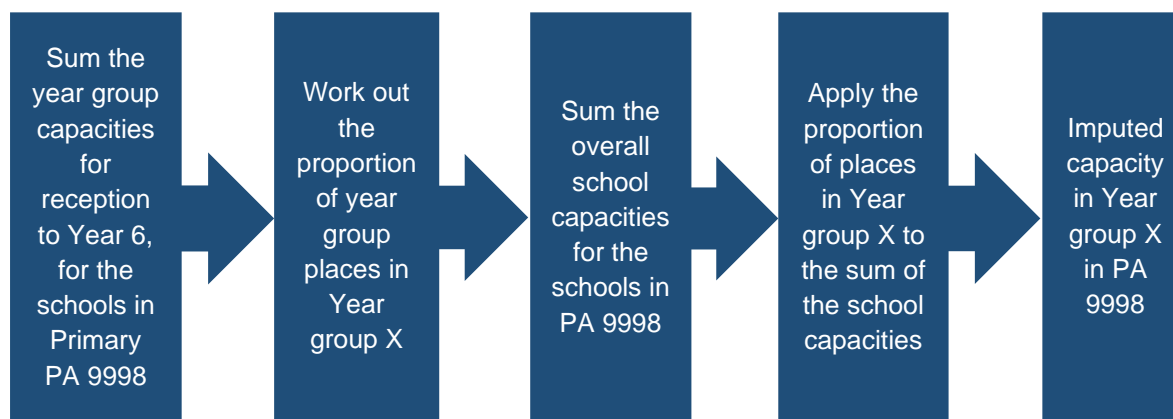 Sum the
year group
capacities
for
reception
to Year 6,
for the
schools in
Primary
PA 9998
Work out
the
proportion
of year
group
places in
Year
group X
Sum the
overall
school
capacities
for the
schools in
PA 9998
Apply the
proportion
of places
in Year
group X to
the sum of
the school
capacities
Imputed
capacity
in Year
group X
in PA
9998